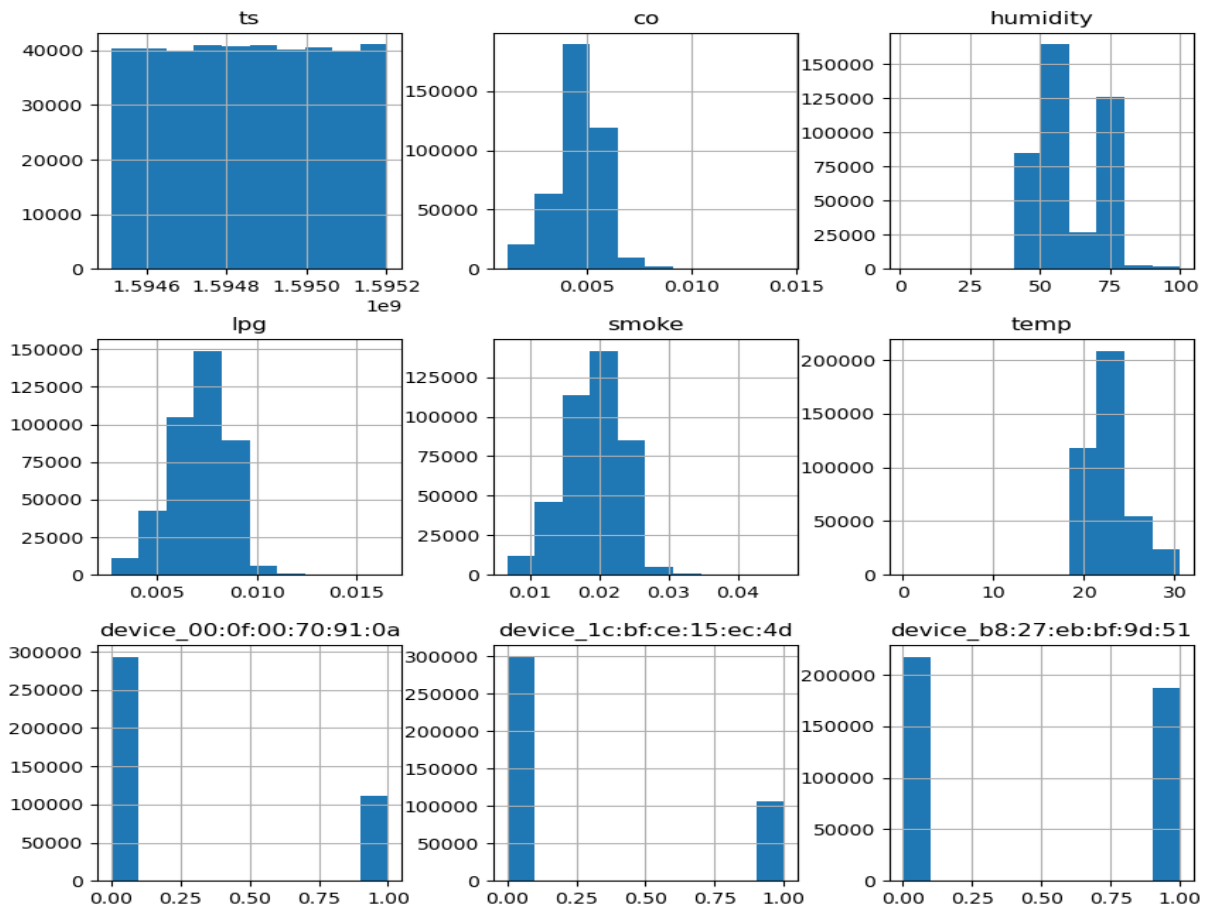 ts
40000
30000
20000
10000
0
1.5946 1.5948 1.5950 1.5952
1e9
co
150000
100000
50000
0
0.005 0.010 0.015
humidity
150000
125000
100000
75000
50000
25000
0
0 25 50 75 100
lpg
150000
125000
100000
75000
50000
25000
0
0.005 0.010 0.015
smoke
125000
100000
75000
50000
25000
0
0.01 0.02 0.03 0.04
temp
200000
150000
100000
50000
0
0 10 20 30
device_00:0f:00:70:91:0a
300000
250000
200000
150000
100000
50000
0
0.00 0.25 0.50 0.75 1.00
device_1c:bf:ce:15:ec:4d
300000
250000
200000
150000
100000
50000
0
0.00 0.25 0.50 0.75 1.00
device_b8:27:eb:bf:9d:51
200000
150000
100000
50000
0
0.00 0.25 0.50 0.75 1.00